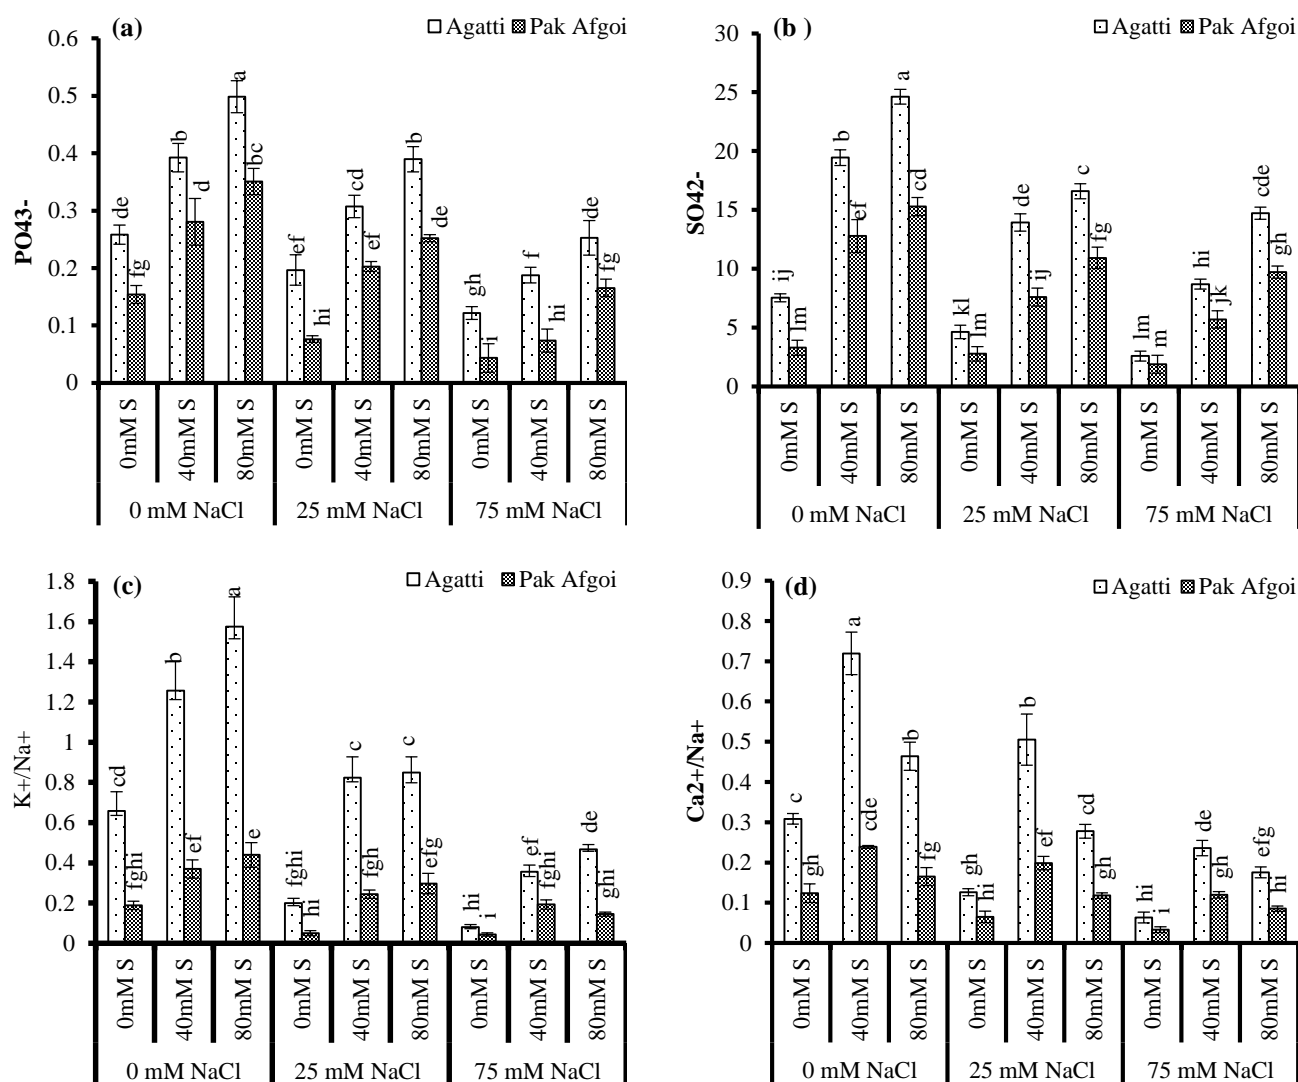 (a)
Agatti Pak Afgoi
PO43-
0.6
0.5
0.4
0.3
0.2
0.1
0
de fg b d a bc ef hi cd ef b de gh i f hi de fg
0mM S 40mM S 80mM S 0mM S 40mM S 80mM S 0mM S 40mM S 80mM S
0 mM NaCl 25 mM NaCl 75 mM NaCl
(b )
Agatti Pak Afgoi
SO42-
30
25
20
15
10
5
0
ij lm b ef a cd kl lm de ij c fg lm m hi jk cde gh
0mM S 40mM S 80mM S 0mM S 40mM S 80mM S 0mM S 40mM S 80mM S
0 mM NaCl 25 mM NaCl 75 mM NaCl
(c)
Agatti Pak Afgoi
K+/Na+
1.8
1.6
1.4
1.2
1
0.8
0.6
0.4
0.2
0
cd fghi b ef a e fghi hi c fgh c efg hi i ef fghi de ghi
0mM S 40mM S 80mM S 0mM S 40mM S 80mM S 0mM S 40mM S 80mM S
0 mM NaCl 25 mM NaCl 75 mM NaCl
(d)
Agatti Pak Afgoi
Ca2+/Na+
0.9
0.8
0.7
0.6
0.5
0.4
0.3
0.2
0.1
0
c gh a cde b fg gh hi b ef cd gh hi i de gh efg hi
0mM S 40mM S 80mM S 0mM S 40mM S 80mM S 0mM S 40mM S 80mM S
0 mM NaCl 25 mM NaCl 75 mM NaCl